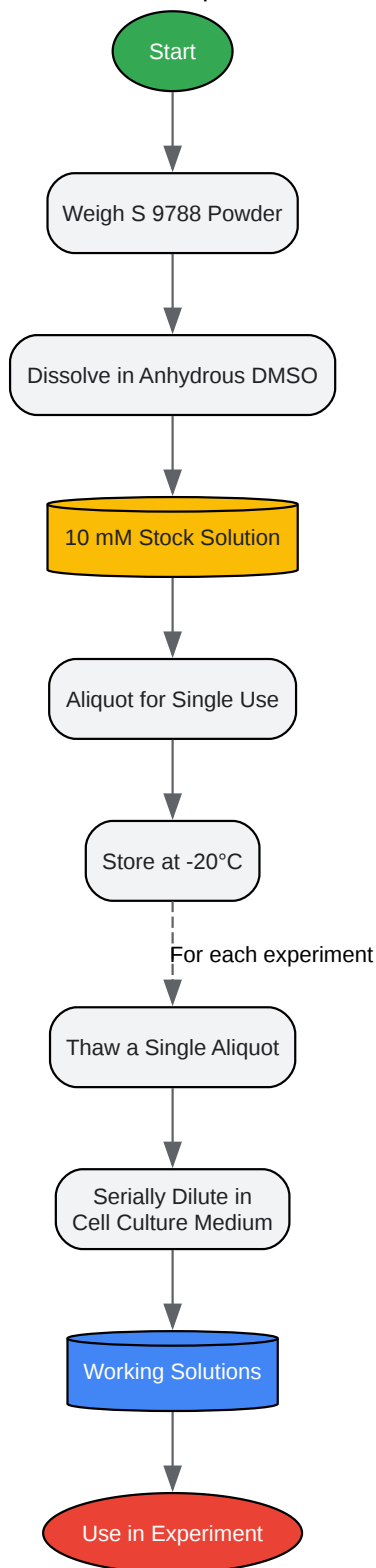 Start
Weigh S 9788 Powder
Dissolve in Anhydrous DMSO
10 mM Stock Solution
Aliquot for Single Use
Store at -20°C
For each experiment
Thaw a Single Aliquot
Serially Dilute in
Cell Culture Medium
Working Solutions
Use in Experiment